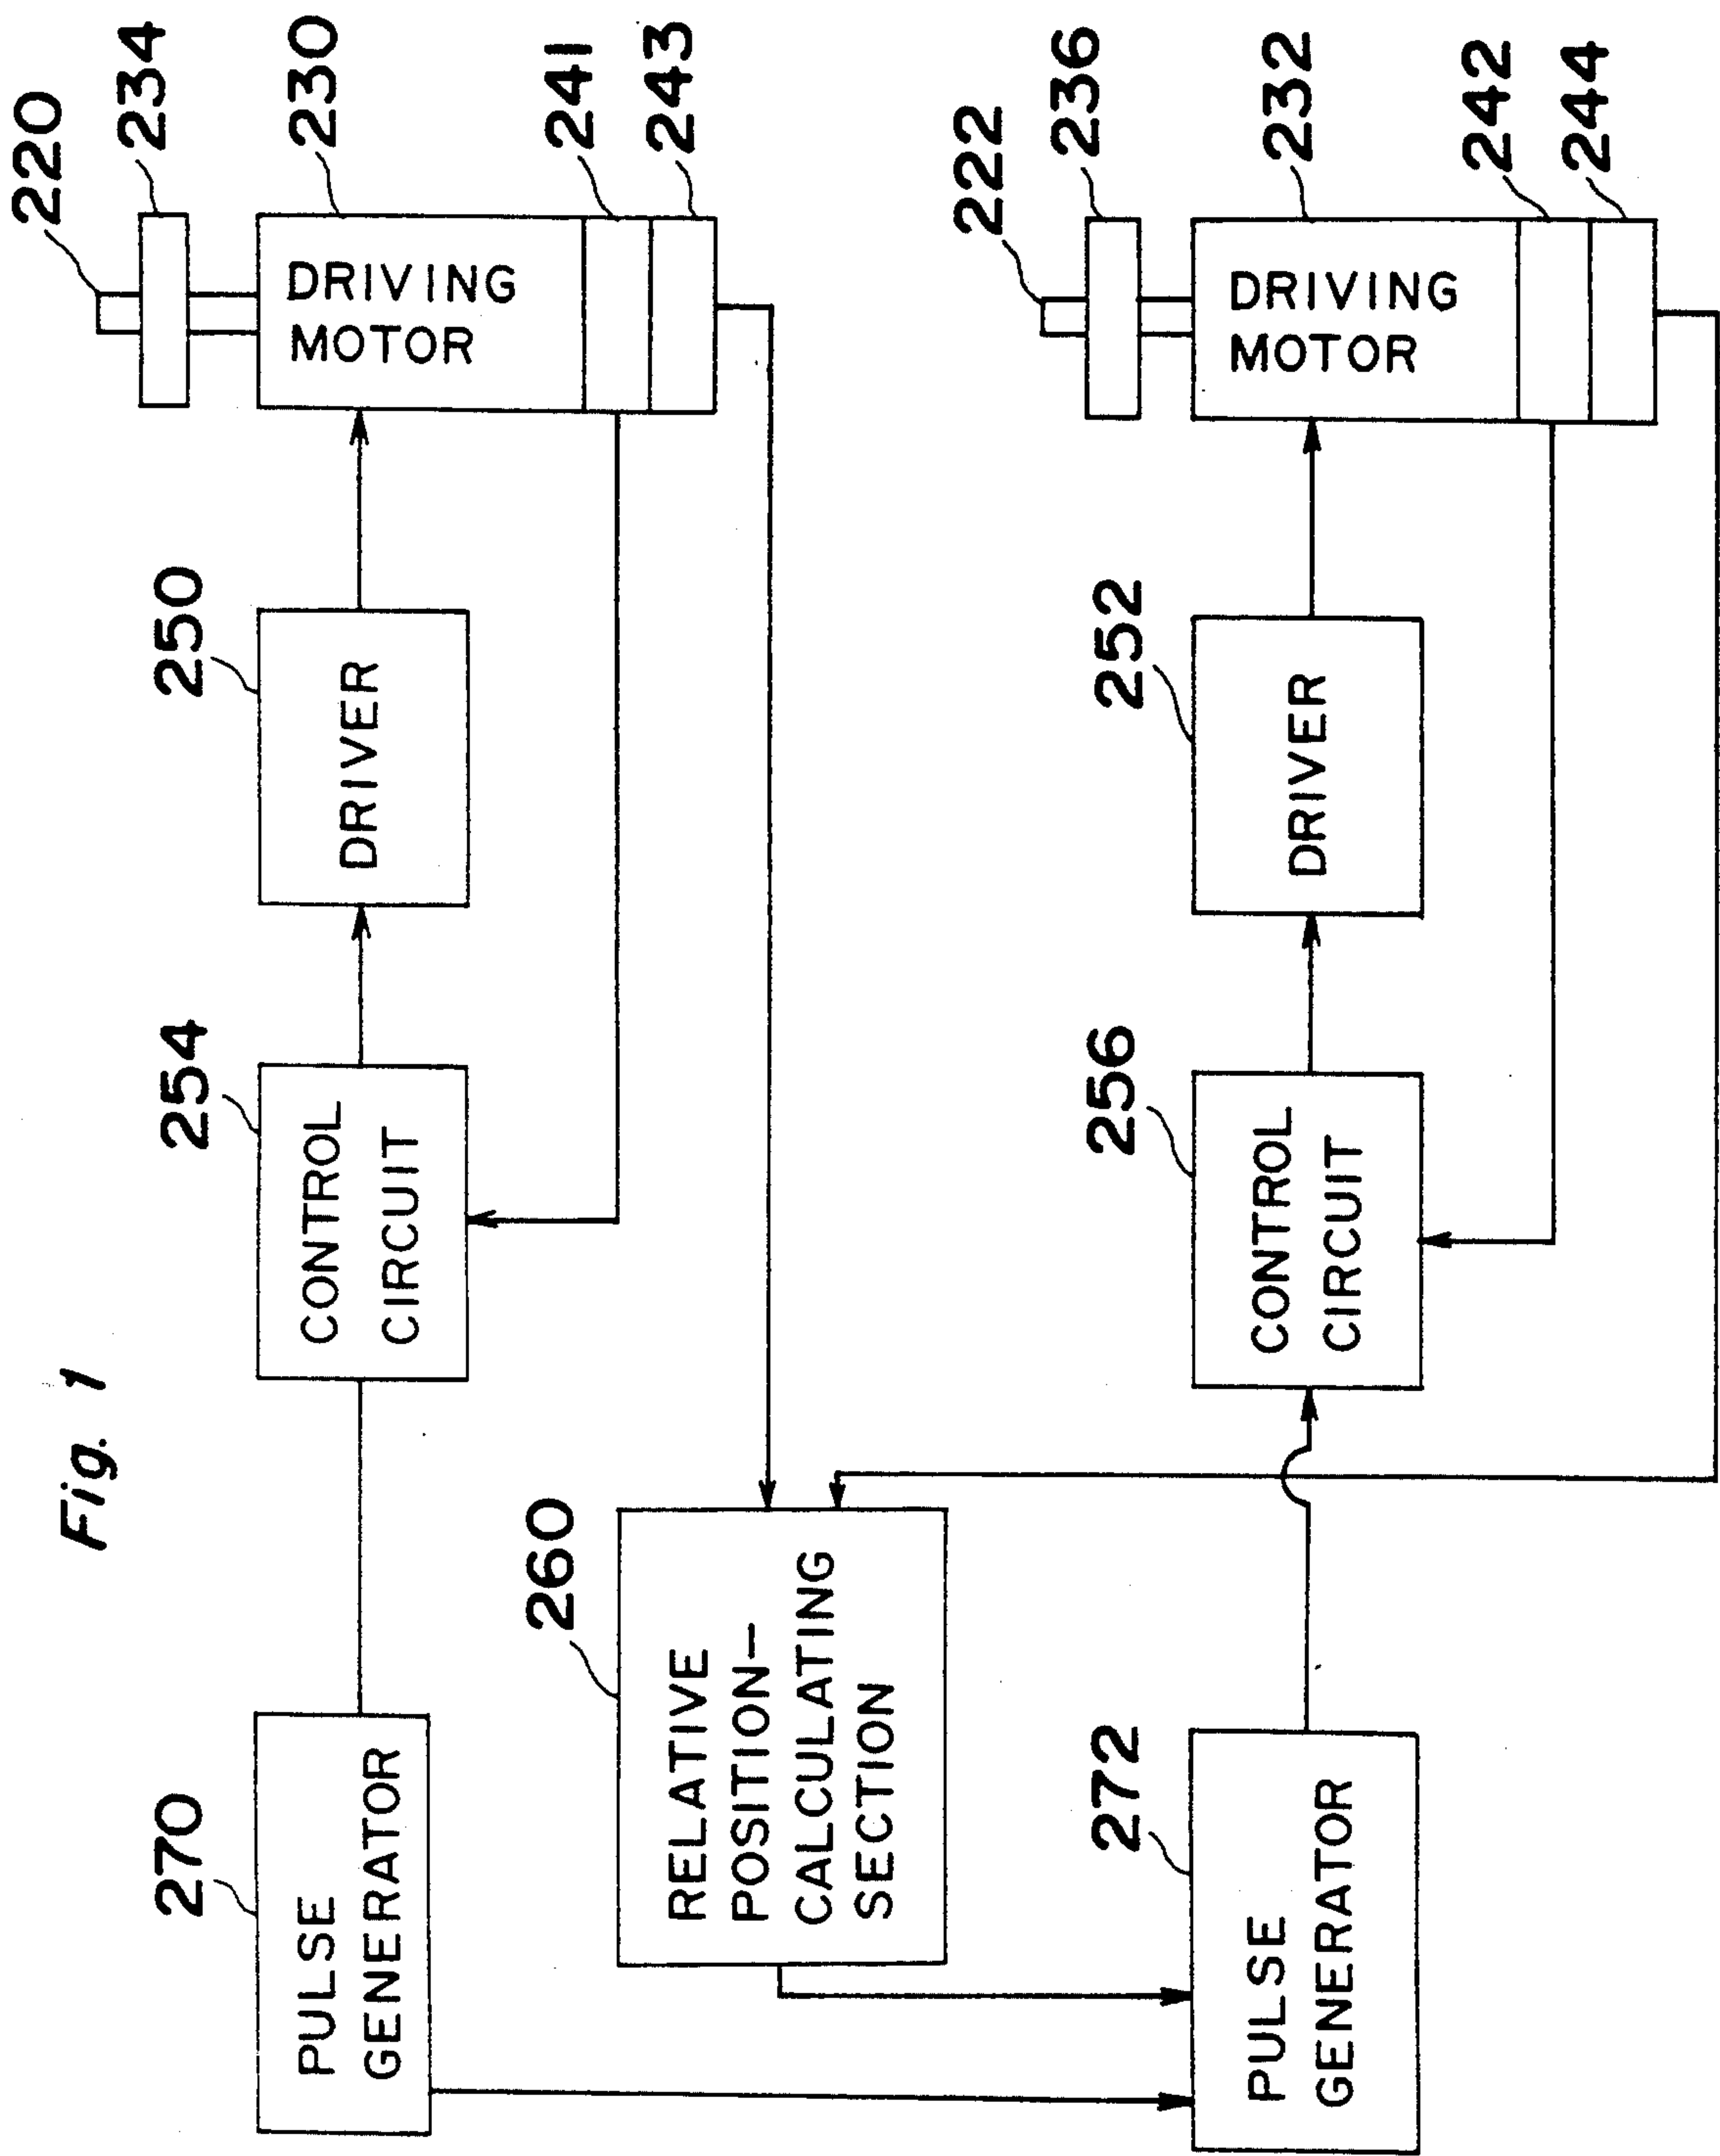 Fig. 1
270
PULSE
GENERATOR
254
CONTROL
CIRCUIT
250
DRIVER
220
234
230
DRIVING
MOTOR
241
243
260
RELATIVE
POSITION—
CALCULATING
SECTION
272
PULSE
GENERATOR
256
CONTROL
CIRCUIT
252
DRIVER
222
236
232
DRIVING
MOTOR
242
244